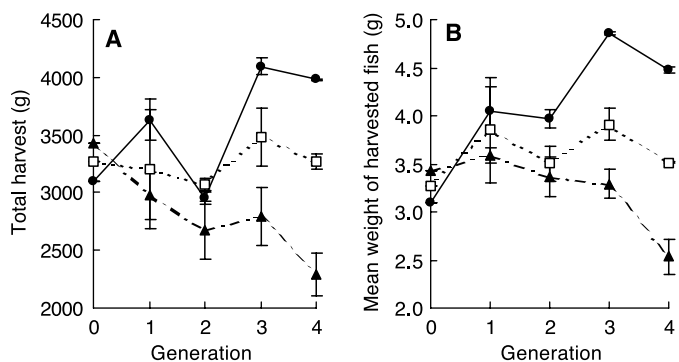 A
4500
4000
3500
3000
2500
2000
Total harvest (g)
0 1 2 3 4
Generation
B
5.0
4.5
4.0
3.5
3.0
2.5
2.0
Mean weight of harvested fish (g)
0 1 2 3 4
Generation